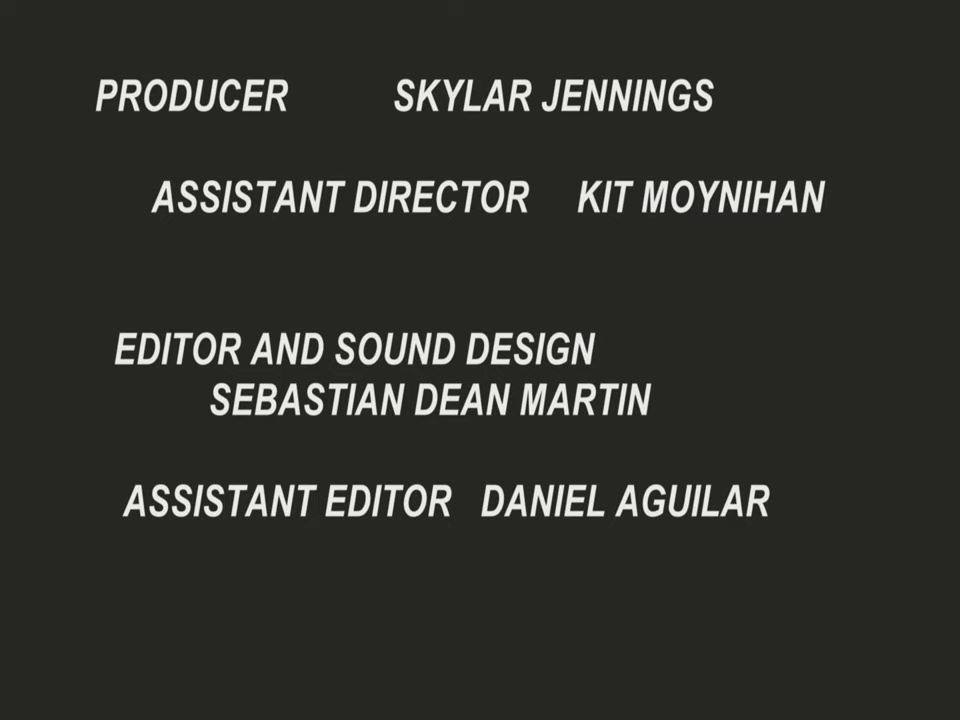 PRODUCER SKYLAR JENNINGS
ASSISTANT DIRECTOR KIT MOYNIHAN
EDITOR AND SOUND DESIGN
SEBASTIAN DEAN MARTIN
ASSISTANT EDITOR DANIEL AGUILAR